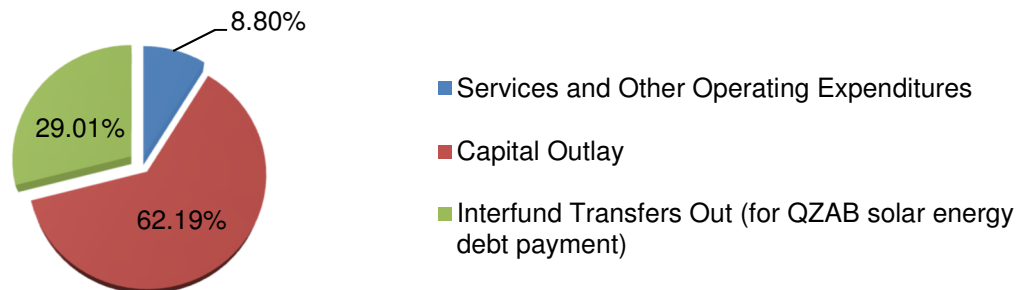 8.80%
Services and Other Operating Expenditures
29.01%
Capital Outlay
62.19%
Interfund Transfers Out (for QZAB solar energy
debt payment)